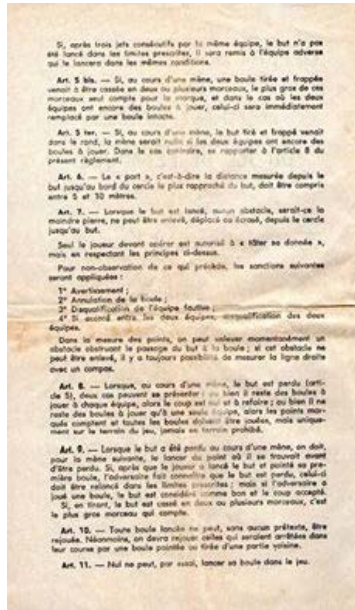 Si, après trois jets consécutifs par la même équipe, le but n'a pas
été lancé dans les limites prescrites, il sera remis à l'équipe adverse
qui le lancera dans les mêmes conditions.
Art. 5 bis. — Si, au cours d'une mène, une boule tirée et frappée
venait à être cassée en deux ou plusieurs morceaux, le plus gros de ces
morceaux seul compte pour la marque, et dans le cas où les deux
équipes ont encore des boules à jouer, celui-ci sera immédiatement
remplacé par une boule intacte.
Art. 5 ter. — Si, au cours d'une mène, le but tiré et frappé venait
dans le rond, la mène serait nulle si les deux équipes ont encore des
boules à jouer. Dans le cas contraire, se rapporter à l'article 8 du
présent règlement.
Art. 6. — Le « part », c'est-à-dire la distance mesurée depuis le
but jusqu'au bord du cercle le plus rapproché du but, doit être compris
entre 5 et 10 mètres.
Art. 7. — Lorsque le but est lancé, aucun obstacle, serait-ce la
moindre pierre, ne peut être enlevé, déplacé ou écrasé, depuis le cercle
jusqu'au but.
Seul le joueur devant opérer est autorisé à « tâter sa donnée »,
mais en respectant les principes ci-dessus.
Pour non-observation de ce qui précède, les sanctions suivantes
seront appliquées :
1° Avertissement ;
2° Annulation de la boule ;
3° Disqualification de l'équipe fautive ;
4° Si accord entre les deux équipes, disqualification des deux
équipes.
Dans la mesure des points, on peut enlever momentanément un
obstacle obstruant le passage du but à la boule ; si cet obstacle ne
peut être enlevé, il y a toujours possibilité de mesurer la ligne droite
avec un compas.
Art. 8. — Lorsque, au cours d'une mène, le but est perdu (arti-
cle 5), deux cas peuvent se présenter : ou bien il reste des boules à
jouer à chaque équipe, alors le coup est nul et à refaire ; ou bien il ne
reste des boules à jouer qu'à une seule équipe, alors les points mar-
qués comptent et toutes les boules doivent être jouées, mais unique-
ment sur le terrain du jeu, jamais en terrain prohibé.
Art. 9. — Lorsque le but a été perdu au cours d'une mène, on doit,
pour la mène suivante, le lancer du point où il se trouvait avant
d'être perdu. Si, après que le joueur a lancé le but et pointé sa pre-
mière boule, l'adversaire fait connaître que le but est perdu, celui-ci
doit être relancé dans les limites prescrites ; mais si l'adversaire a
joué une boule, le but est considéré comme bon et le coup accepté.
Si, en tirant, le but est cassé en deux ou plusieurs morceaux, c'est
le plus gros morceau qui compte.
Art. 10. — Toute boule lancée ne peut, sans aucun prétexte, être
rejouée. Néanmoins, on devra rejouer celles qui seraient arrêtées dans
leur course par une boule pointée ou tirée d'une partie voisine.
Art. 11. — Nul ne peut, par essai, lancer sa boule dans le jeu.